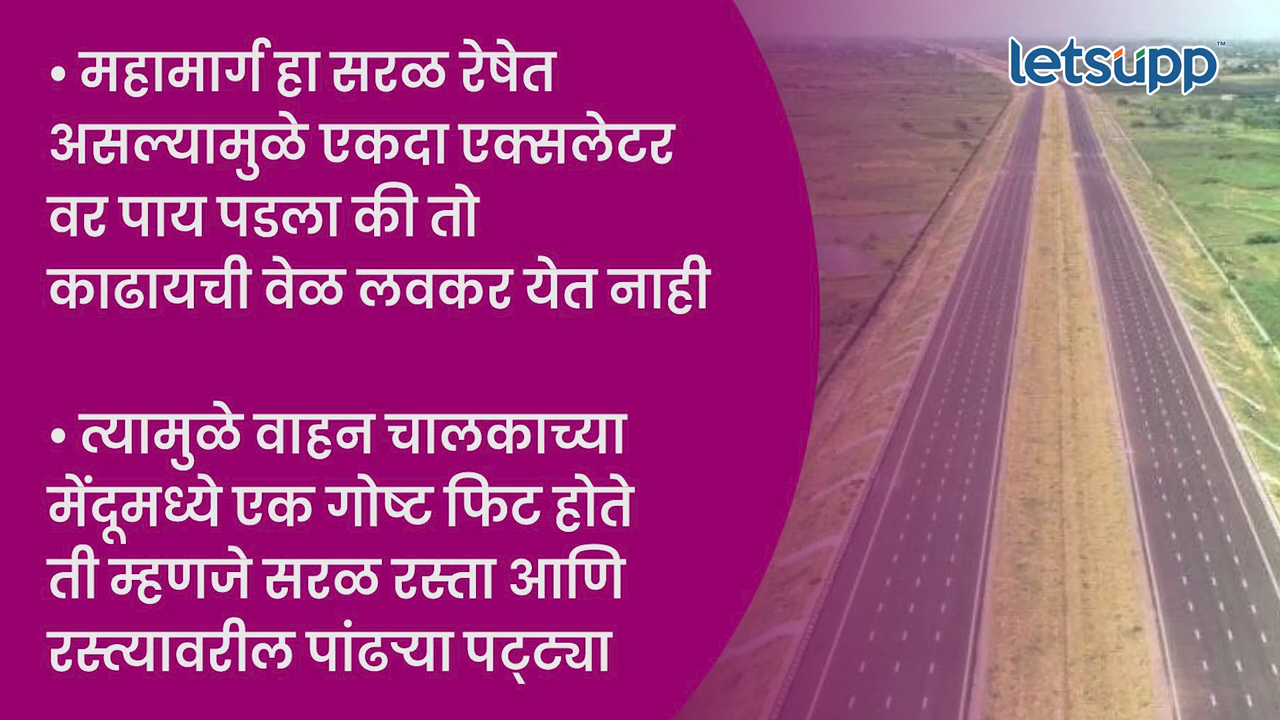 • महामार्ग हा सरळ रेषेत
असल्यामुळे एकदा एक्सलेटर
वर पाय पडला की तो
काढायची वेळ लवकर येत नाही
• त्यामुळे वाहन चालकाच्या
मेंदूमध्ये एक गोष्ट फिट होते
ती म्हणजे सरळ रस्ता आणि
रस्त्यावरील पांढऱ्या पट्ट्या
letsupp™